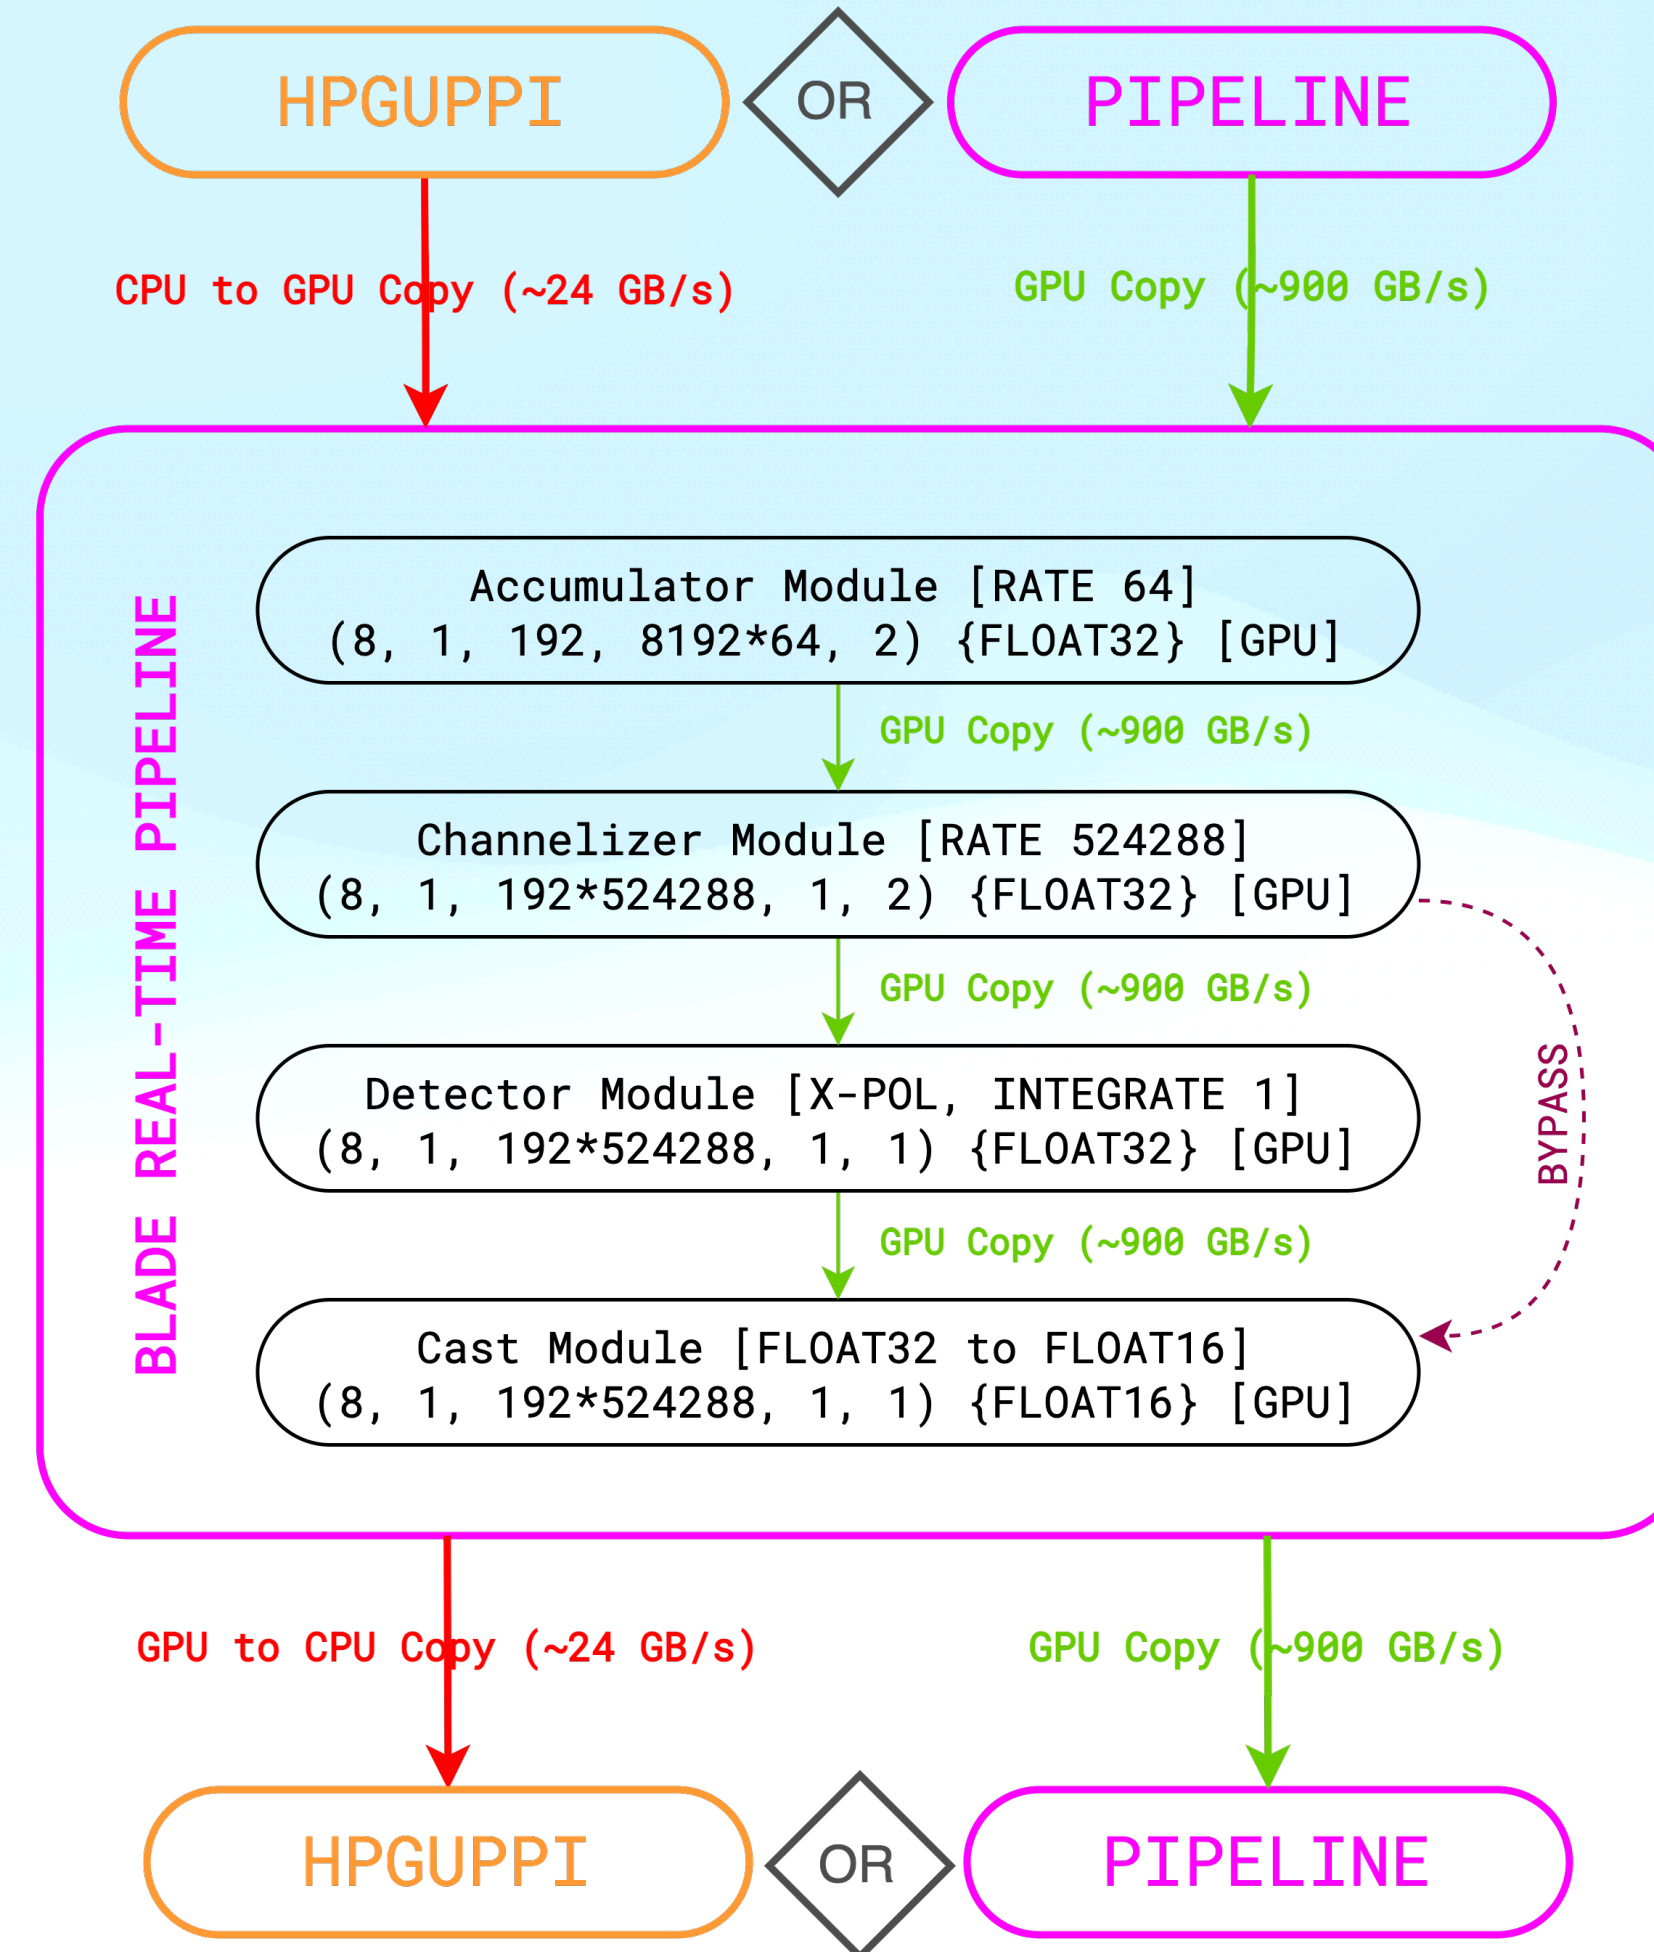 HPGUPPI
OR
PIPELINE
CPU to GPU Copy (~24 GB/s)
GPU Copy (~900 GB/s)
BLADE REAL-TIME PIPELINE
Accumulator Module [RATE 64]
(8, 1, 192, 8192*64, 2) {FLOAT32} [GPU]
GPU Copy (~900 GB/s)
Channelizer Module [RATE 524288]
(8, 1, 192*524288, 1, 2) {FLOAT32} [GPU]
GPU Copy (~900 GB/s)
Detector Module [X-POL, INTEGRATE 1]
(8, 1, 192*524288, 1, 1) {FLOAT32} [GPU]
BYPASS
GPU Copy (~900 GB/s)
Cast Module [FLOAT32 to FLOAT16]
(8, 1, 192*524288, 1, 1) {FLOAT16} [GPU]
GPU to CPU Copy (~24 GB/s)
GPU Copy (~900 GB/s)
HPGUPPI
OR
PIPELINE